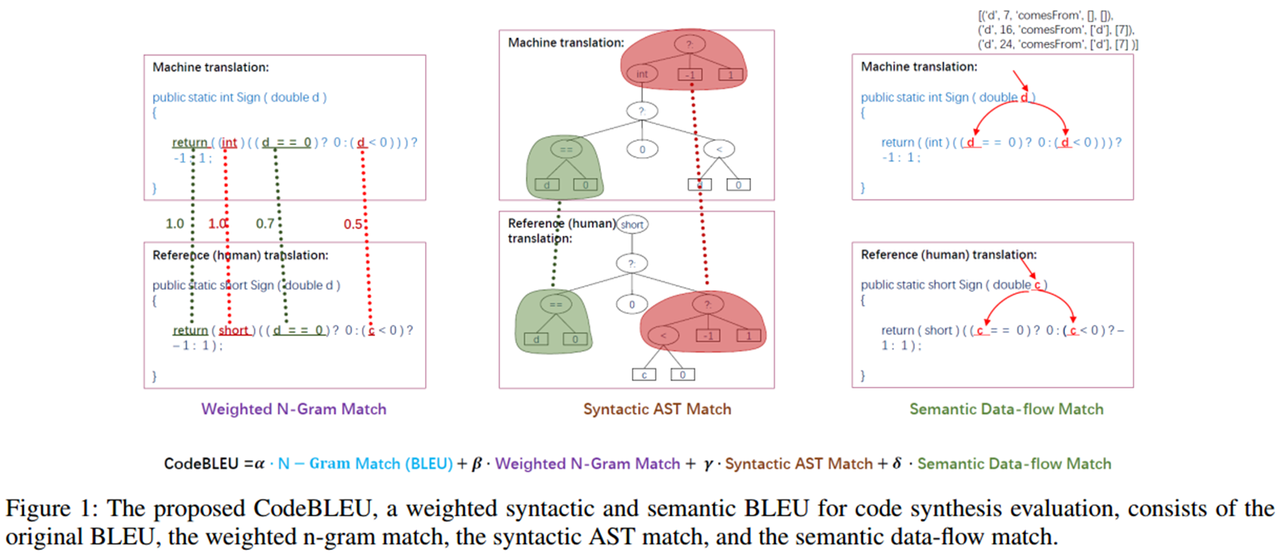 Machine translation:
public static int Sign ( double d )
{
return ( (int ) ( ( d = = 0 ) ? 0 : ( d < 0 ) ) ) ?
-1 : 1 ;
}
1.0
1.0
0.7
0.5
Reference (human) translation:
public static short Sign ( double d )
{
return ( short ) ( ( d = = 0 ) ? 0 : ( c < 0 ) ?
– 1 : 1 ) ;
}
Weighted N-Gram Match
Machine translation:
?:
int
-1
1
?:
==
0
<
d
0
0
Reference (human)
translation:
short
?:
==
0
?:
d
0
<
-1
1
c
0
Syntactic AST Match
[('d', 7, 'comesFrom', [], []),
('d', 16, 'comesFrom', ['d'], [7]),
('d', 24, 'comesFrom', ['d'], [7] )]
Machine translation:
public static int Sign ( double d )
{
return ( (int ) ( ( d = = 0 ) ? 0 : ( d < 0 ) ) ) ?
-1 : 1 ;
}
Reference (human) translation:
public static short Sign ( double c )
{
return ( short ) ( ( c = = 0 ) ? 0 : ( c < 0 ) ? –
1 : 1 ) ;
}
Semantic Data-flow Match
CodeBLEU =α · N – Gram Match (BLEU) + β · Weighted N-Gram Match + γ · Syntactic AST Match + δ · Semantic Data-flow Match
Figure 1: The proposed CodeBLEU, a weighted syntactic and semantic BLEU for code synthesis evaluation, consists of the
original BLEU, the weighted n-gram match, the syntactic AST match, and the semantic data-flow match.